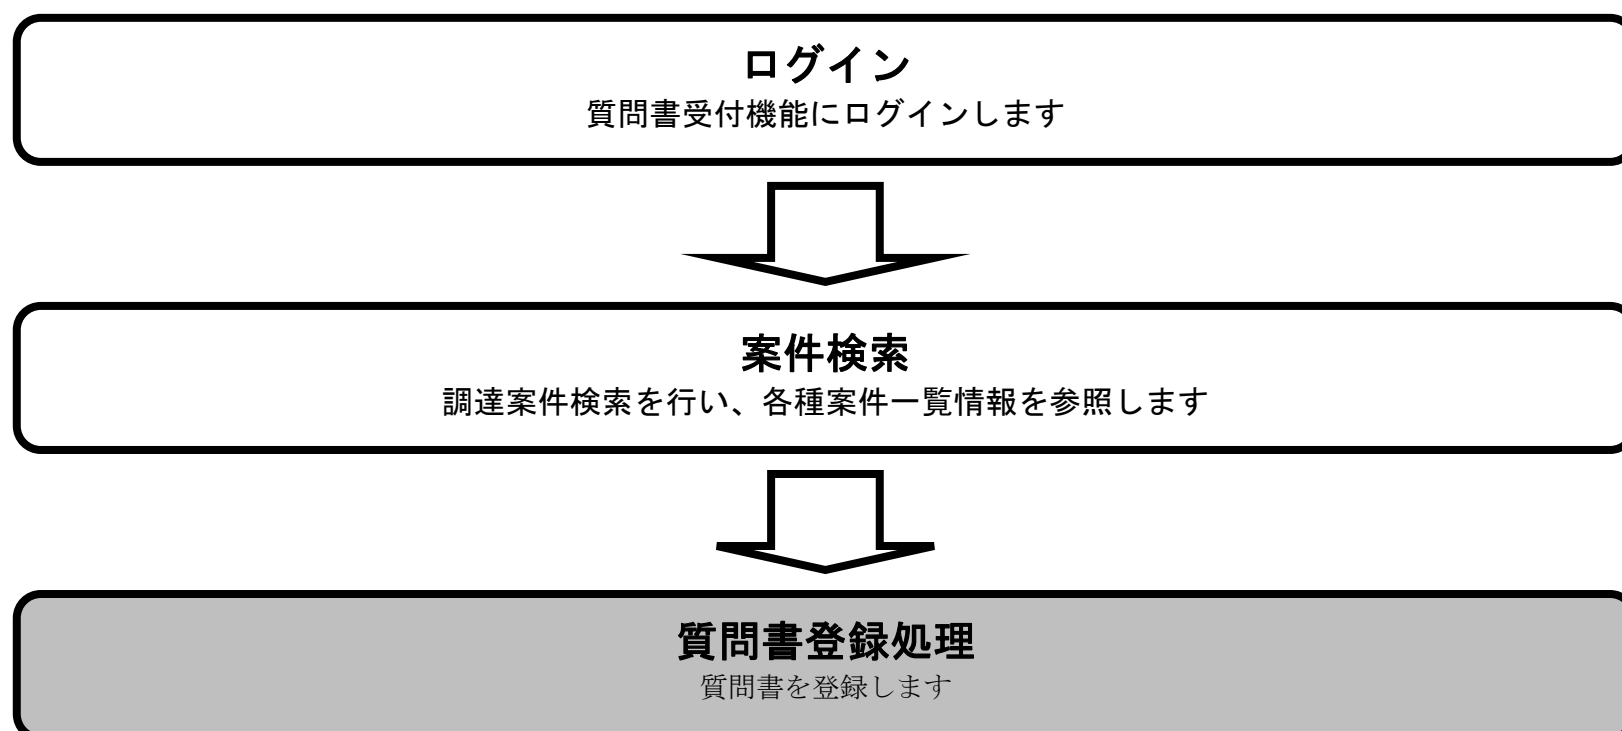 ログイン
質問書受付機能にログインします
案件検索
調達案件検索を行い、各種案件一覧情報を参照します
質問書登録処理
質問書を登録します